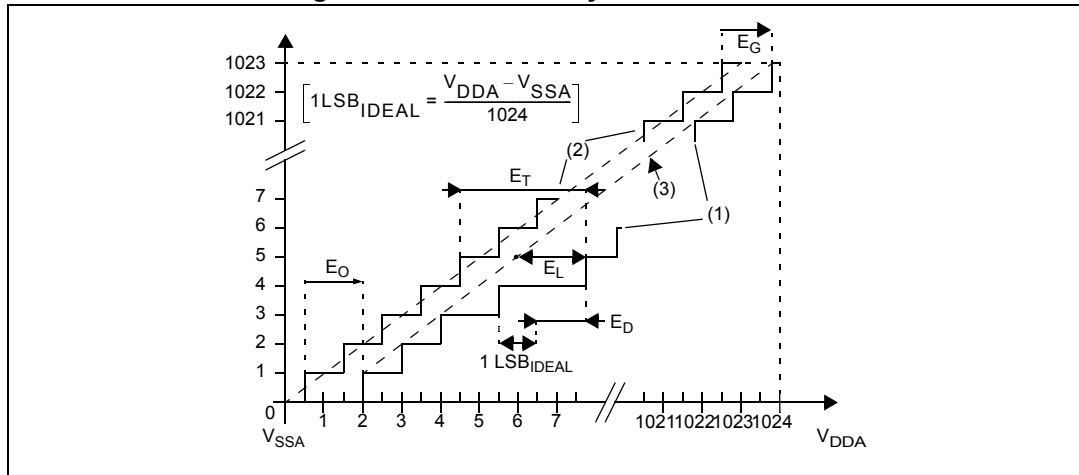 E_G
1023
1022
1021
[1LSB_IDEAL = (V_DDA – V_SSA) / 1024]
(2)
(3)
(1)
E_T
7
6
5
4
3
2
1
0
E_O
E_L
E_D
1 LSB_IDEAL
1 2 3 4 5 6 7 1021 1022 1023 1024
V_SSA
V_DDA